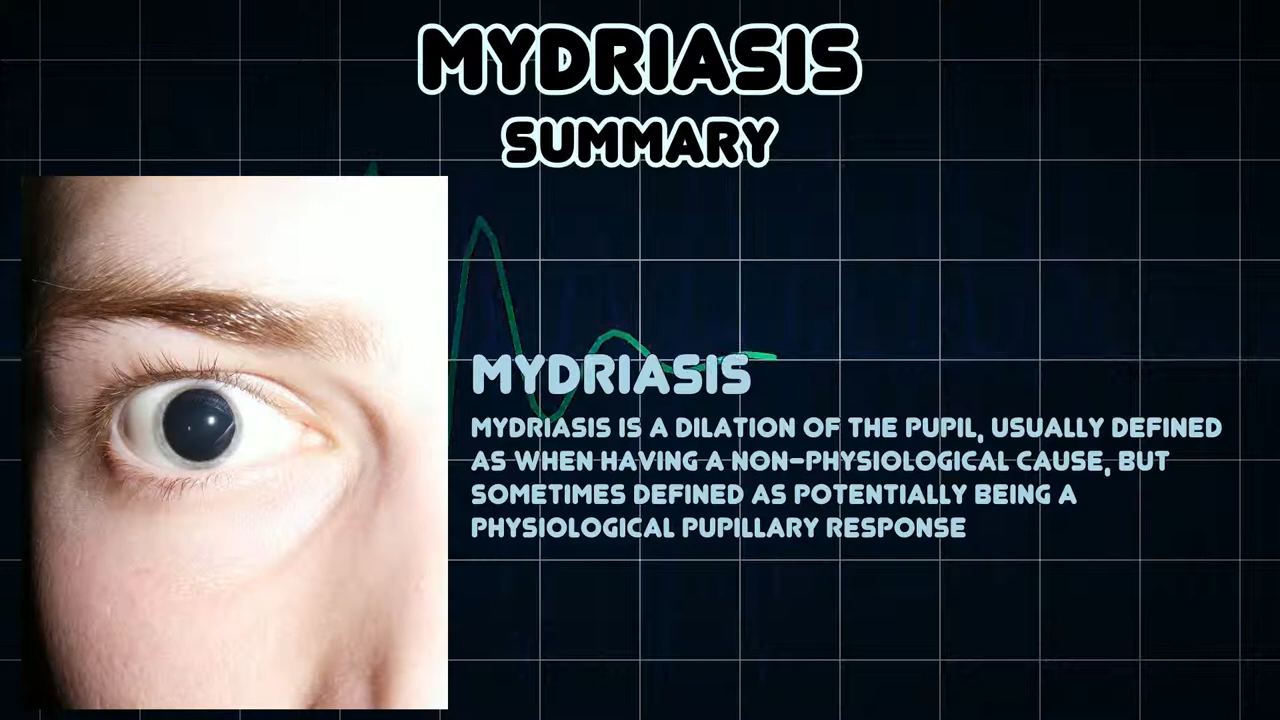 MYDRIASIS
SUMMARY
MYDRIASIS
MYDRIASIS IS A DILATION OF THE PUPIL, USUALLY DEFINED
AS WHEN HAVING A NON-PHYSIOLOGICAL CAUSE, BUT
SOMETIMES DEFINED AS POTENTIALLY BEING A
PHYSIOLOGICAL PUPILLARY RESPONSE